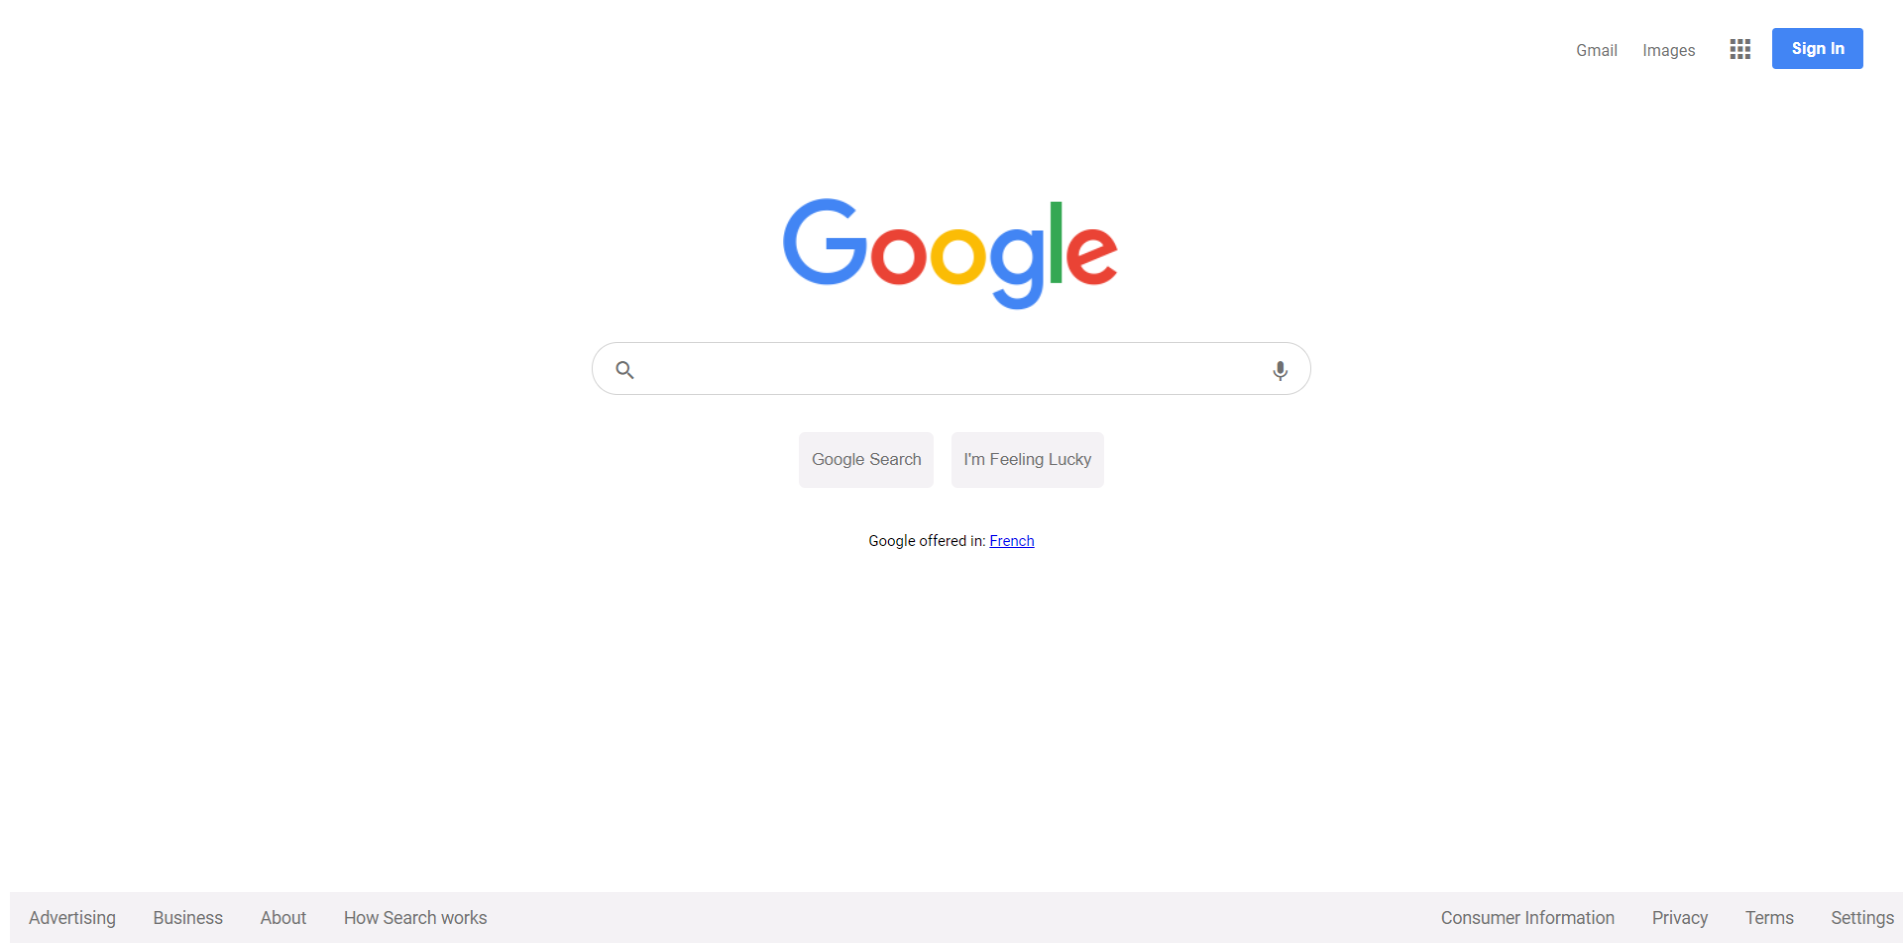 Gmail Images Sign In
Google
Google Search I'm Feeling Lucky
Google offered in: French
Advertising Business About How Search works Consumer Information Privacy Terms Settings